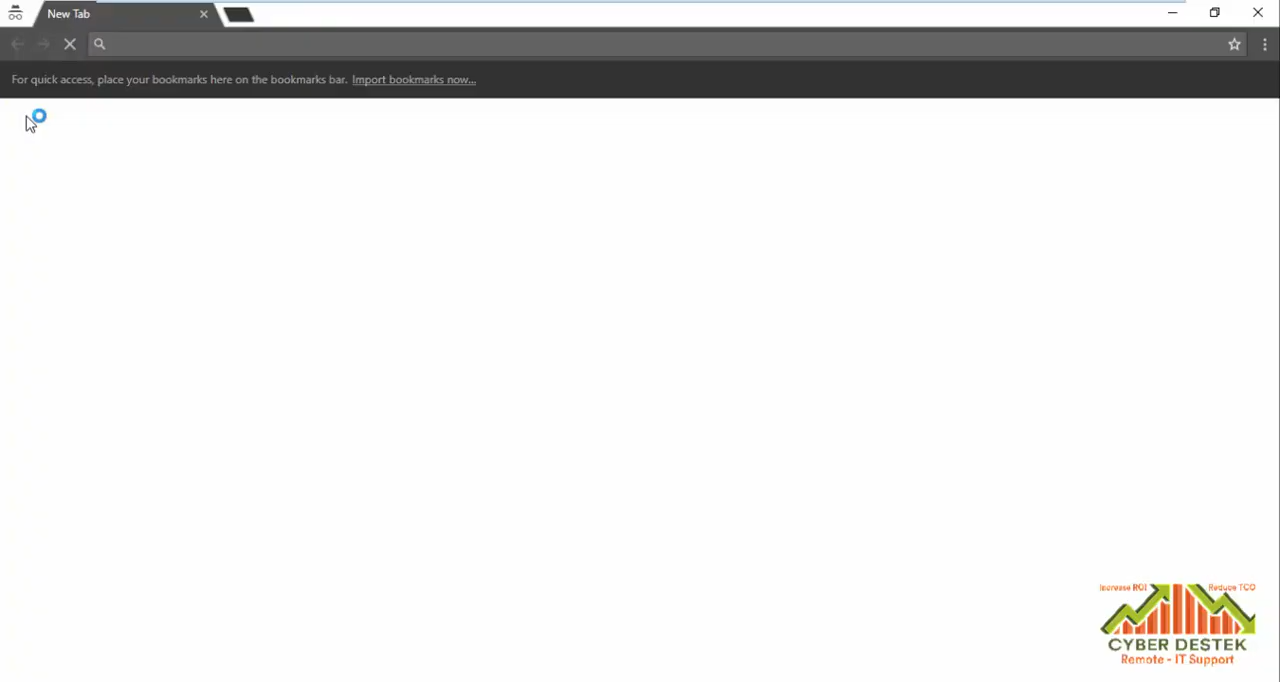 New Tab
For quick access, place your bookmarks here on the bookmarks bar. Import bookmarks now...
Increase ROI Reduce TCO
CYBER DESTEK
Remote - IT Support